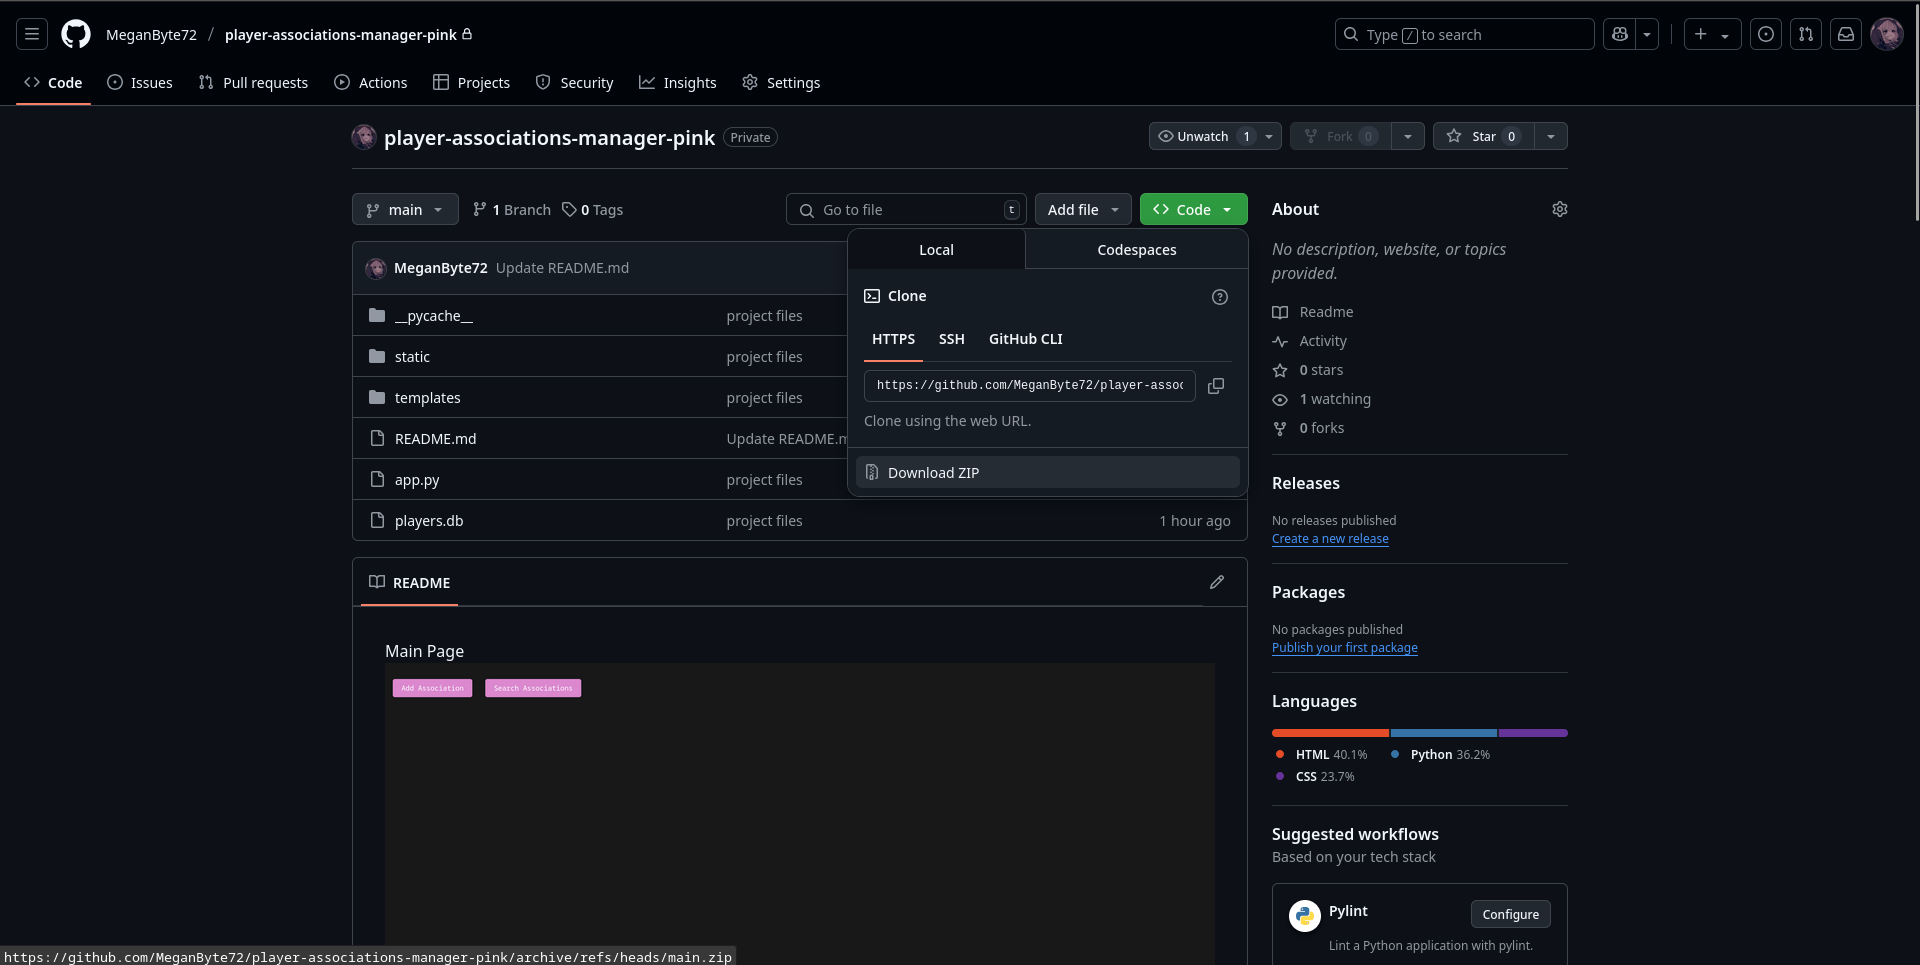 MeganByte72 / player-associations-manager-pink
Type / to search
Code Issues Pull requests Actions Projects Security Insights Settings
player-associations-manager-pink Private
Unwatch 1 Fork 0 Star 0
main 1 Branch 0 Tags
Go to file t Add file Code
MeganByte72 Update README.md
__pycache__ project files
static project files
templates project files
README.md Update README.m
app.py project files
players.db project files 1 hour ago
Local Codespaces
Clone
HTTPS SSH GitHub CLI
https://github.com/MeganByte72/player-assoc
Clone using the web URL.
Download ZIP
README
Main Page
Add Association Search Associations
About
No description, website, or topics
provided.
Readme
Activity
0 stars
1 watching
0 forks
Releases
No releases published
Create a new release
Packages
No packages published
Publish your first package
Languages
HTML 40.1% Python 36.2%
CSS 23.7%
Suggested workflows
Based on your tech stack
Pylint Configure
Lint a Python application with pylint.
https://github.com/MeganByte72/player-associations-manager-pink/archive/refs/heads/main.zip